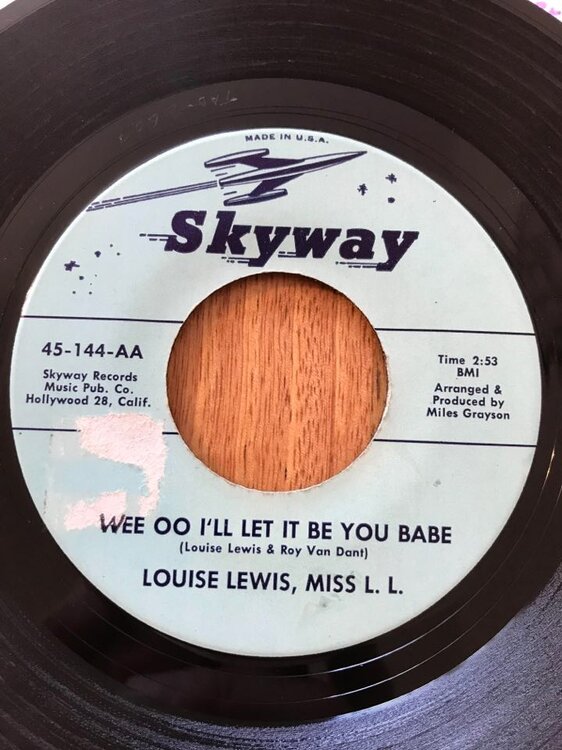 MADE IN U.S.A.
Skyway
45-144-AA
Skyway Records
Music Pub. Co.
Hollywood 28, Calif.
Time 2:53
BMI
Arranged &
Produced by
Miles Grayson
WEE OO I'LL LET IT BE YOU BABE
(Louise Lewis & Roy Van Dant)
LOUISE LEWIS, MISS L. L.